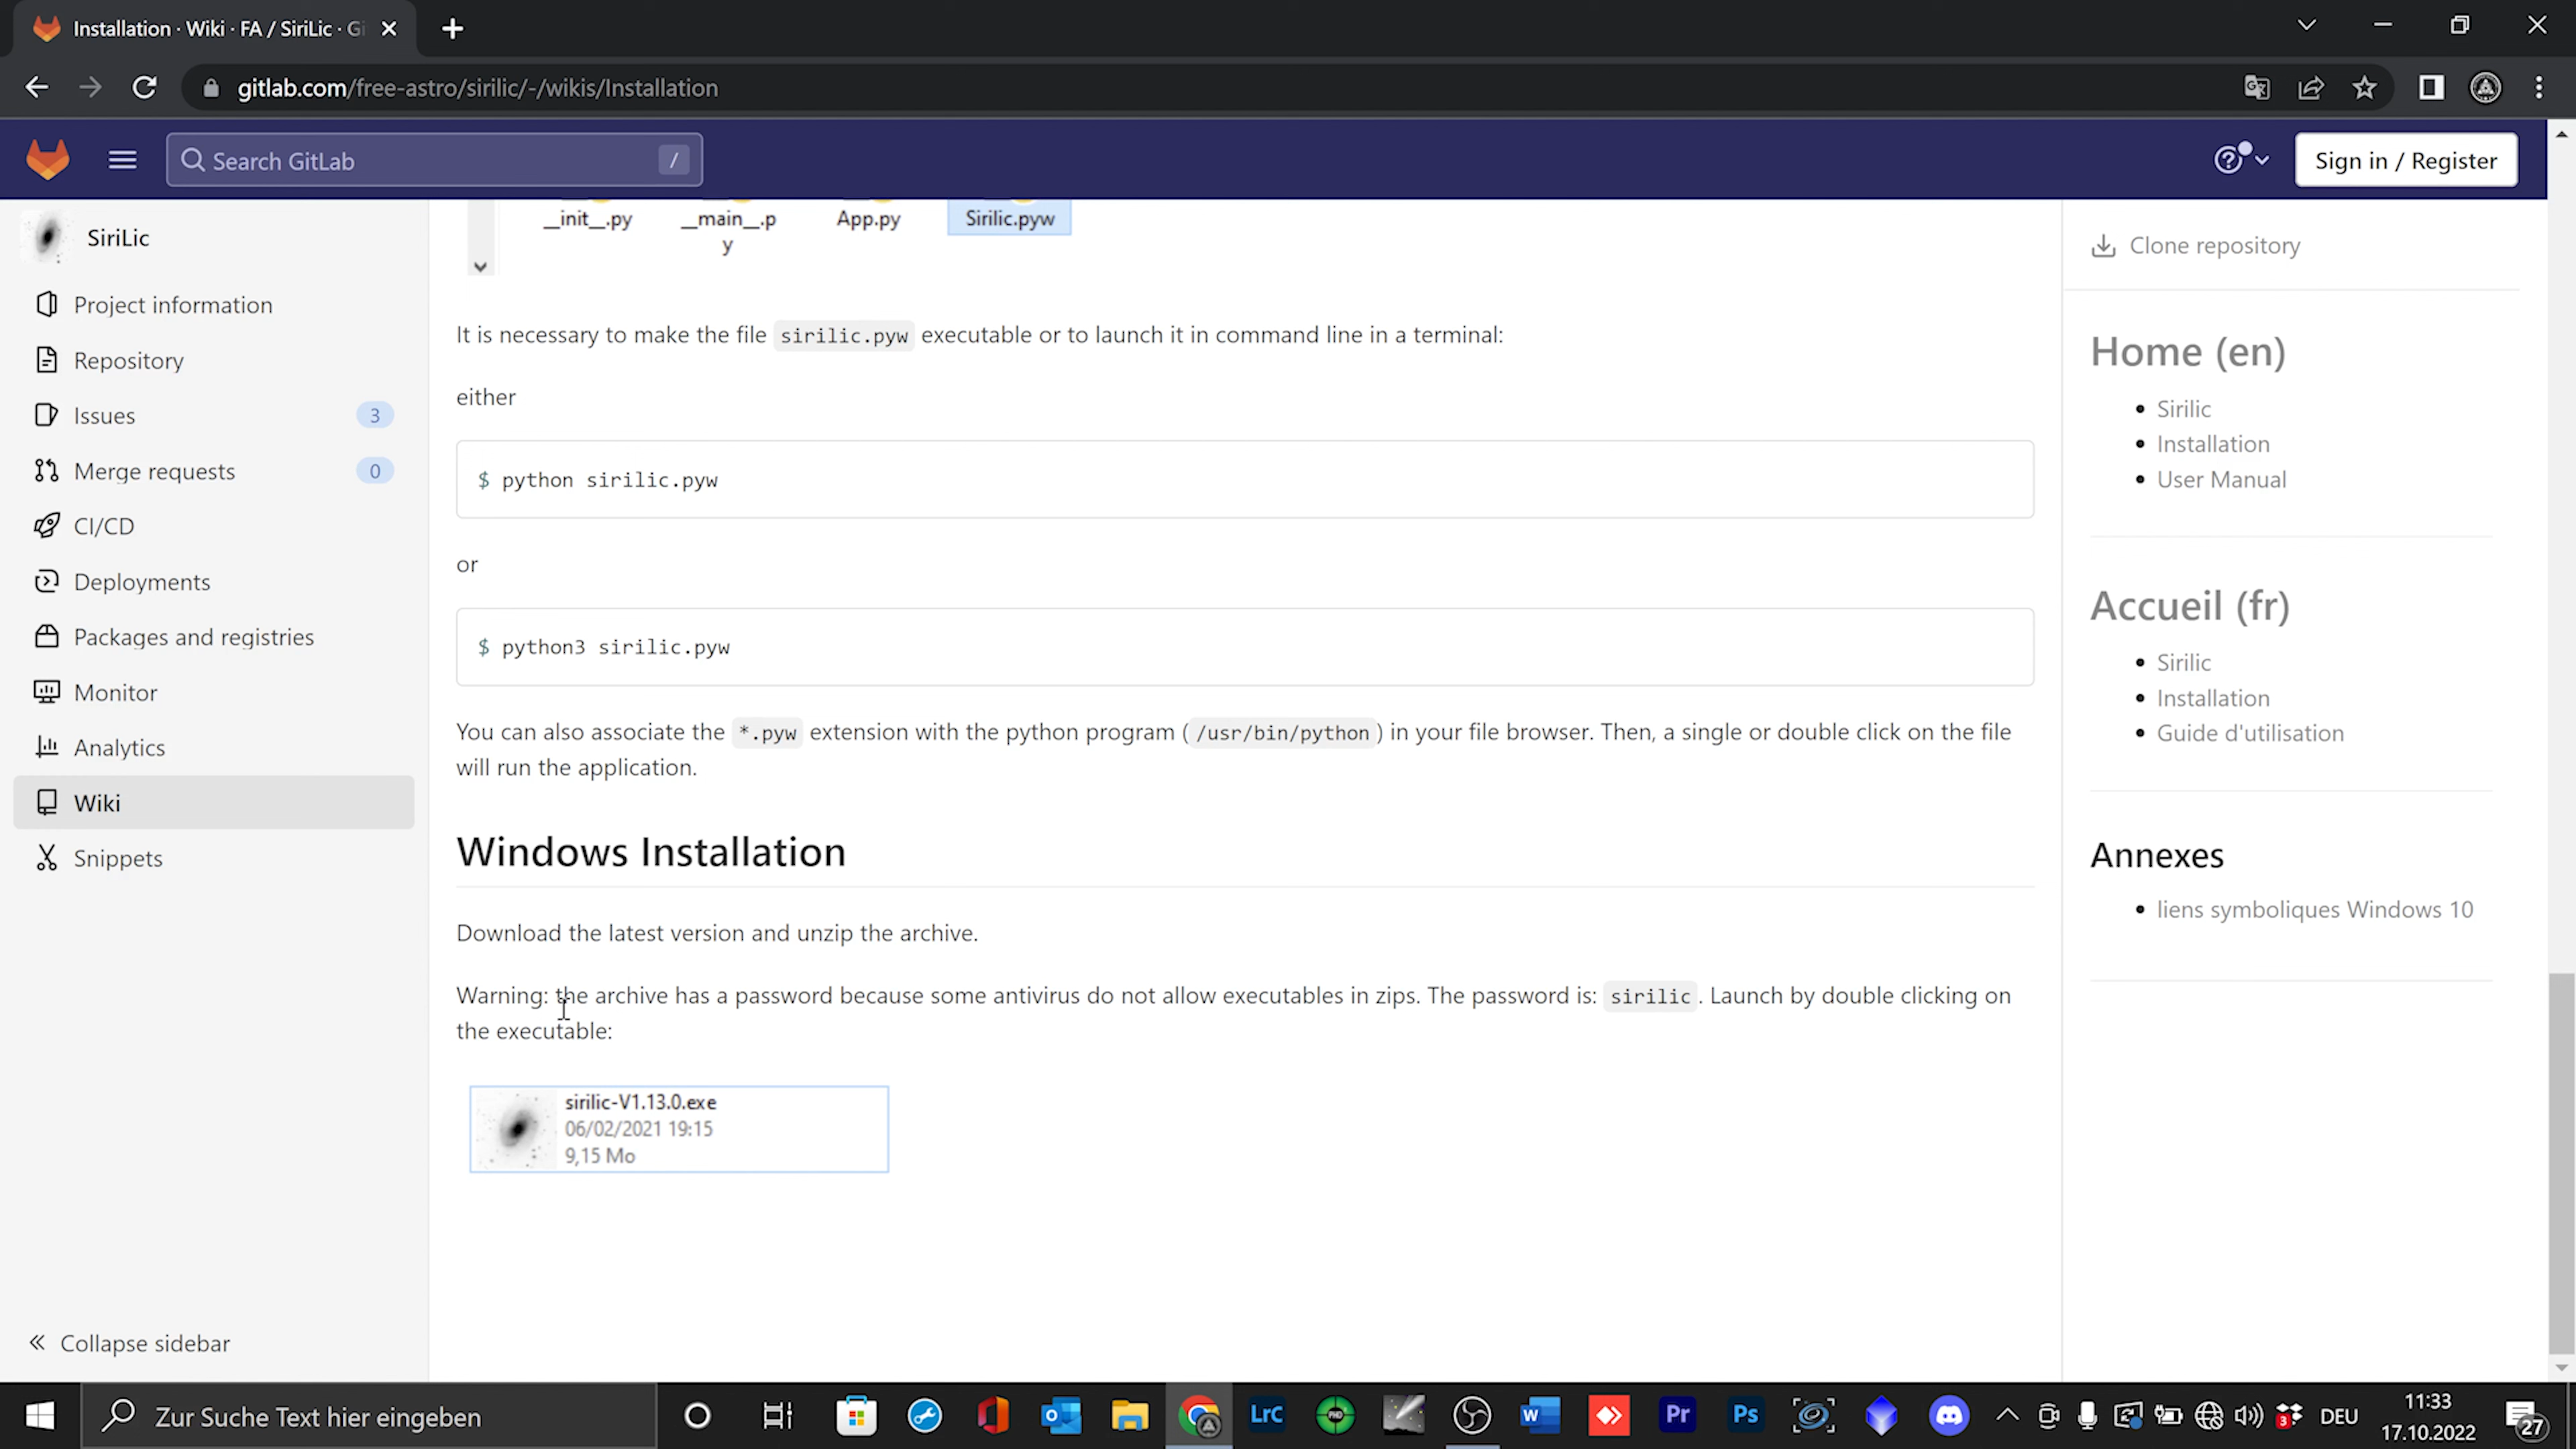 Installation · Wiki · FA / SiriLic · Gi
gitlab.com/free-astro/sirilic/-/wikis/Installation
Search GitLab
/
Sign in / Register
SiriLic
Project information
Repository
Issues
3
Merge requests
0
CI/CD
Deployments
Packages and registries
Monitor
Analytics
Wiki
Snippets
Collapse sidebar
__init__.py
__main__.p
y
App.py
Sirilic.pyw
It is necessary to make the file sirilic.pyw executable or to launch it in command line in a terminal:
either
$ python sirilic.pyw
or
$ python3 sirilic.pyw
You can also associate the *.pyw extension with the python program ( /usr/bin/python ) in your file browser. Then, a single or double click on the file
will run the application.
Windows Installation
Download the latest version and unzip the archive.
Warning: the archive has a password because some antivirus do not allow executables in zips. The password is: sirilic . Launch by double clicking on
the executable:
sirilic-V1.13.0.exe
06/02/2021 19:15
9,15 Mo
Clone repository
Home (en)
Sirilic
Installation
User Manual
Accueil (fr)
Sirilic
Installation
Guide d'utilisation
Annexes
liens symboliques Windows 10
Zur Suche Text hier eingeben
LrC
PHD
Pr
Ps
3
DEU
11:33
17.10.2022
27